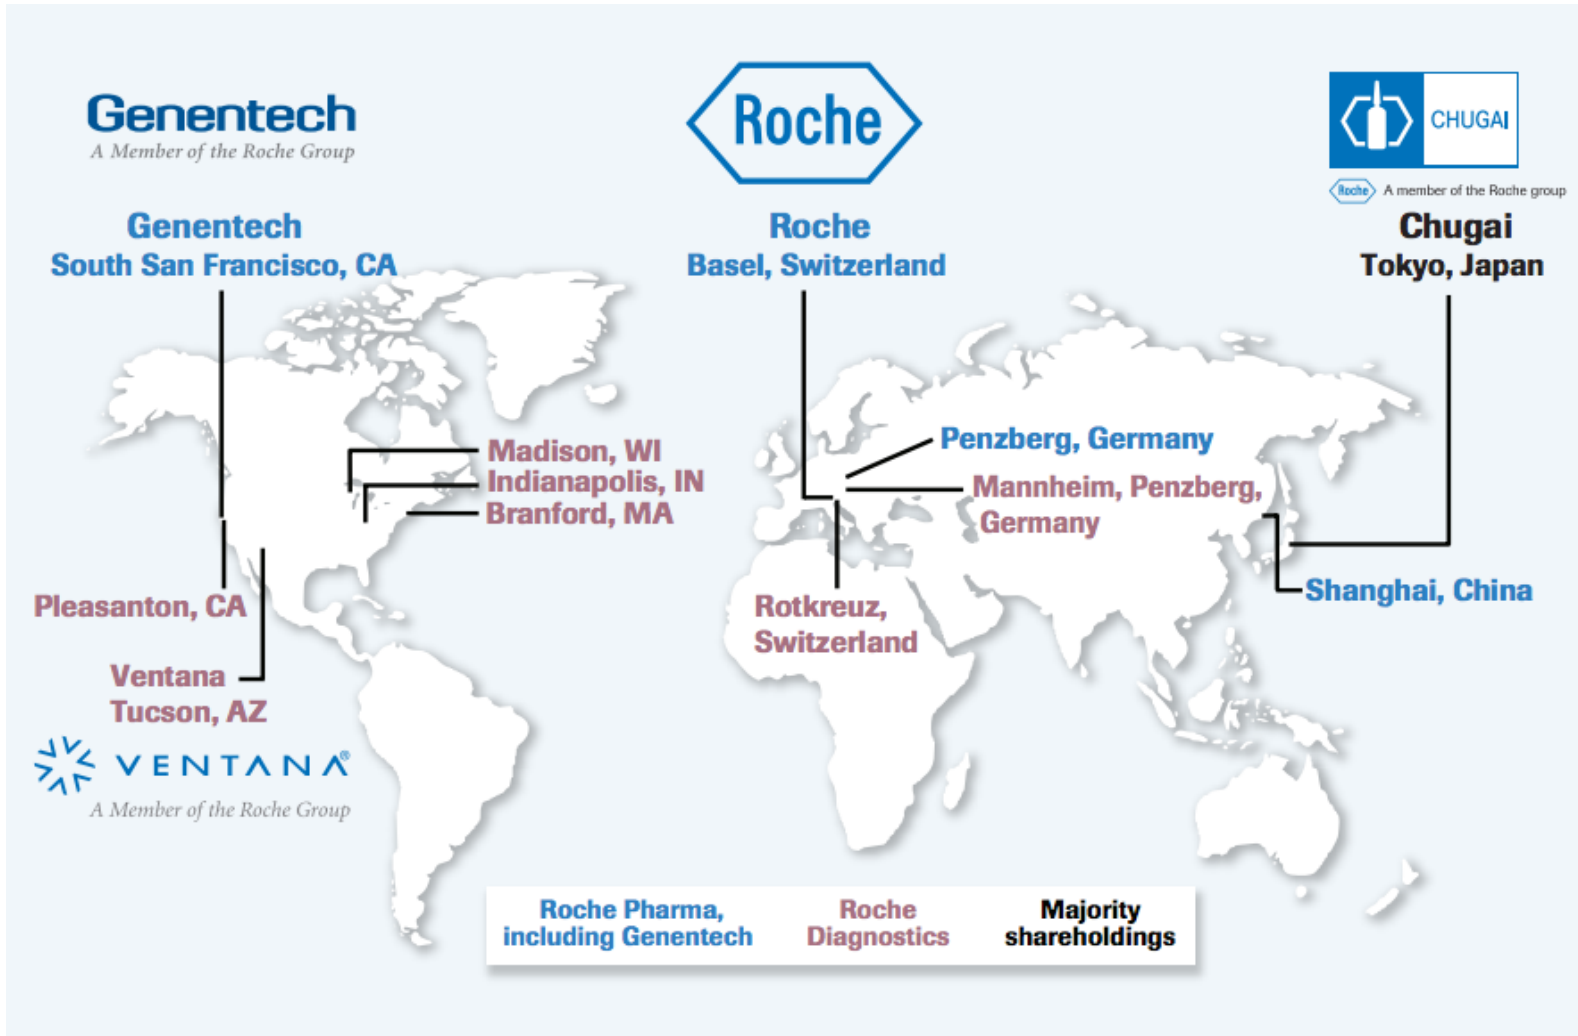 Genentech
A Member of the Roche Group
Roche
CHUGAI
Roche A member of the Roche group
Genentech
South San Francisco, CA
Roche
Basel, Switzerland
Chugai
Tokyo, Japan
Madison, WI
Indianapolis, IN
Branford, MA
Penzberg, Germany
Mannheim, Penzberg,
Germany
Pleasanton, CA
Rotkreuz,
Switzerland
Shanghai, China
Ventana
Tucson, AZ
VENTANA®
A Member of the Roche Group
Roche Pharma,
including Genentech
Roche
Diagnostics
Majority
shareholdings